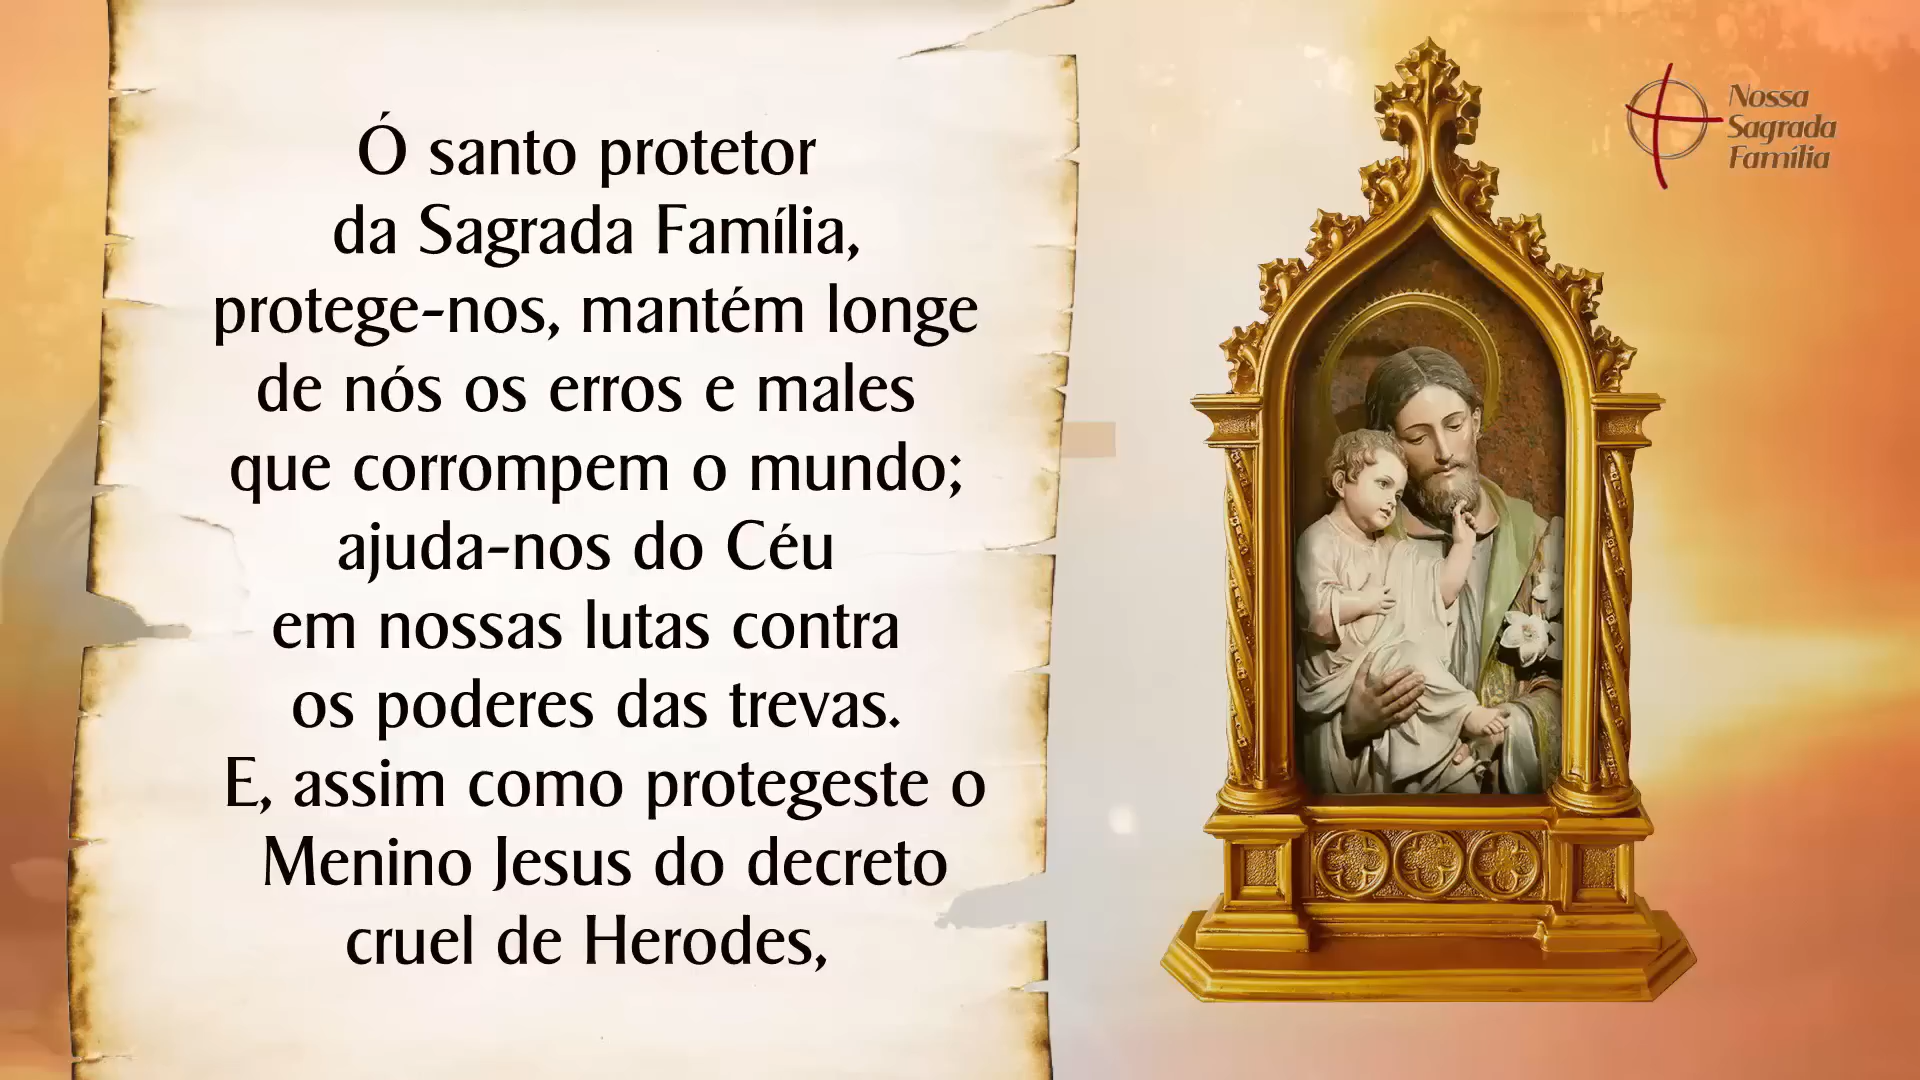 Ó santo protetor
da Sagrada Família,
protege-nos, mantém longe
de nós os erros e males
que corrompem o mundo;
ajuda-nos do Céu
em nossas lutas contra
os poderes das trevas.
E, assim como protegeste o
Menino Jesus do decreto
cruel de Herodes,
Nossa
Sagrada
Família